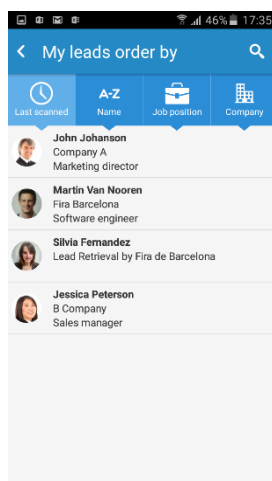 46% 17:35
My leads order by
Last scanned
A-Z
Name
Job position
Company
John Johanson
Company A
Marketing director
Martin Van Nooren
Fira Barcelona
Software engineer
Silvia Fernandez
Lead Retrieval by Fira de Barcelona
Jessica Peterson
B Company
Sales manager